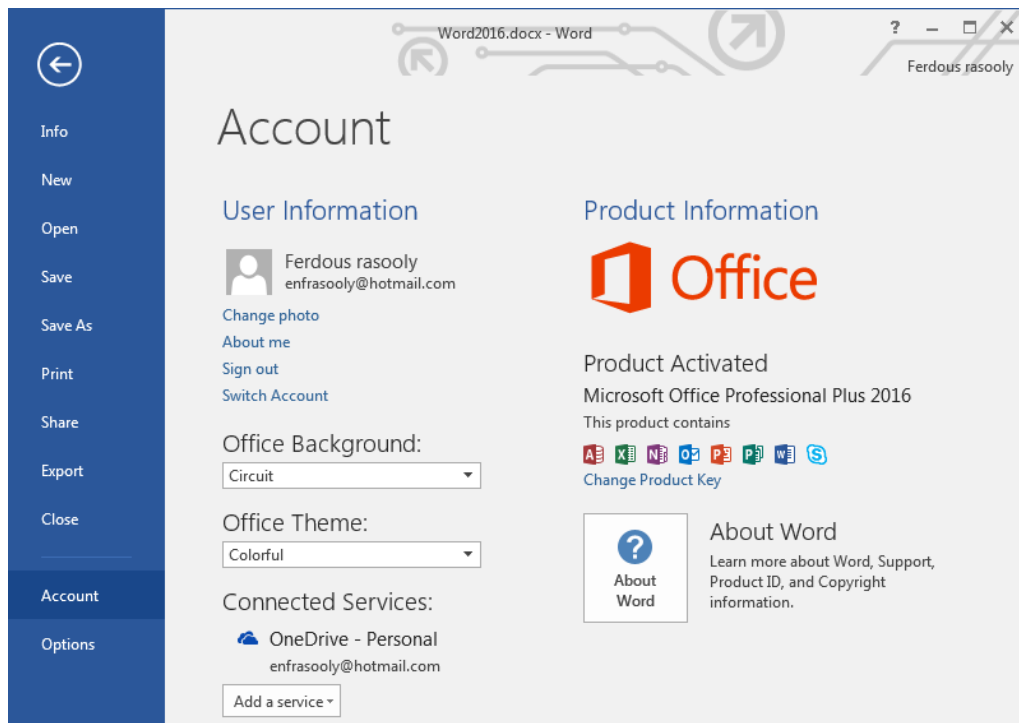 Word2016.docx - Word
?
Ferdous rasooly
Info
New
Open
Save
Save As
Print
Share
Export
Close
Account
Options
Account
User Information
Ferdous rasooly
enfrasooly@hotmail.com
Change photo
About me
Sign out
Switch Account
Office Background:
Circuit
Office Theme:
Colorful
Connected Services:
OneDrive - Personal
enfrasooly@hotmail.com
Add a service
Product Information
Office
Product Activated
Microsoft Office Professional Plus 2016
This product contains
A X N O P P W S
Change Product Key
?
About
Word
About Word
Learn more about Word, Support,
Product ID, and Copyright
information.